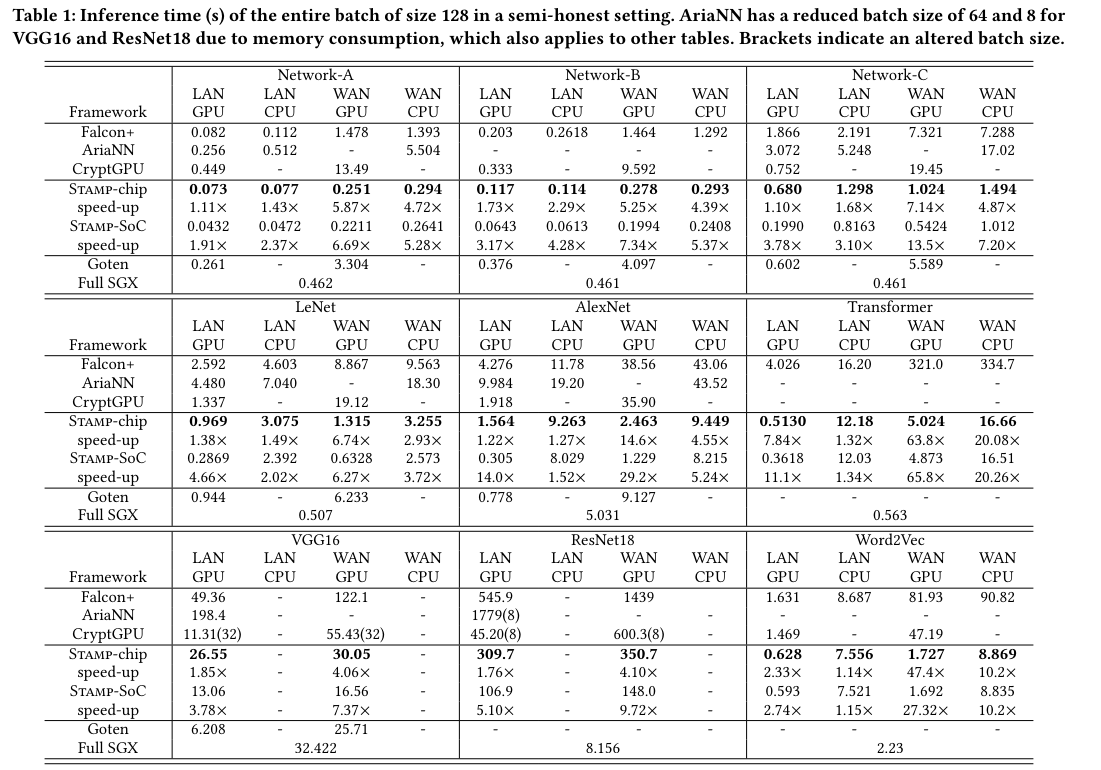 Table 1: Inference time (s) of the entire batch of size 128 in a semi-honest setting. AriaNN has a reduced batch size of 64 and 8 for
VGG16 and ResNet18 due to memory consumption, which also applies to other tables. Brackets indicate an altered batch size.
Network-A Network-B Network-C
LAN LAN WAN WAN LAN LAN WAN WAN LAN LAN WAN WAN
Framework GPU CPU GPU CPU GPU CPU GPU CPU GPU CPU GPU CPU
Falcon+ 0.082 0.112 1.478 1.393 0.203 0.2618 1.464 1.292 1.866 2.191 7.321 7.288
AriaNN 0.256 0.512 - 5.504 - - - - 3.072 5.248 - 17.02
CryptGPU 0.449 - 13.49 - 0.333 - 9.592 - 0.752 - 19.45 -
STAMP-chip 0.073 0.077 0.251 0.294 0.117 0.114 0.278 0.293 0.680 1.298 1.024 1.494
speed-up 1.11× 1.43× 5.87× 4.72× 1.73× 2.29× 5.25× 4.39× 1.10× 1.68× 7.14× 4.87×
STAMP-SoC 0.0432 0.0472 0.2211 0.2641 0.0643 0.0613 0.1994 0.2408 0.1990 0.8163 0.5424 1.012
speed-up 1.91× 2.37× 6.69× 5.28× 3.17× 4.28× 7.34× 5.37× 3.78× 3.10× 13.5× 7.20×
Goten 0.261 - 3.304 - 0.376 - 4.097 - 0.602 - 5.589 -
Full SGX 0.462 0.461 0.461
LeNet AlexNet Transformer
LAN LAN WAN WAN LAN LAN WAN WAN LAN LAN WAN WAN
Framework GPU CPU GPU CPU GPU CPU GPU CPU GPU CPU GPU CPU
Falcon+ 2.592 4.603 8.867 9.563 4.276 11.78 38.56 43.06 4.026 16.20 321.0 334.7
AriaNN 4.480 7.040 - 18.30 9.984 19.20 - 43.52 - - - -
CryptGPU 1.337 - 19.12 - 1.918 - 35.90 - - - - -
STAMP-chip 0.969 3.075 1.315 3.255 1.564 9.263 2.463 9.449 0.5130 12.18 5.024 16.66
speed-up 1.38× 1.49× 6.74× 2.93× 1.22× 1.27× 14.6× 4.55× 7.84× 1.32× 63.8× 20.08×
STAMP-SoC 0.2869 2.392 0.6328 2.573 0.305 8.029 1.229 8.215 0.3618 12.03 4.873 16.51
speed-up 4.66× 2.02× 6.27× 3.72× 14.0× 1.52× 29.2× 5.24× 11.1× 1.34× 65.8× 20.26×
Goten 0.944 - 6.233 - 0.778 - 9.127 - - - - -
Full SGX 0.507 5.031 0.563
VGG16 ResNet18 Word2Vec
LAN LAN WAN WAN LAN LAN WAN WAN LAN LAN WAN WAN
Framework GPU CPU GPU CPU GPU CPU GPU CPU GPU CPU GPU CPU
Falcon+ 49.36 - 122.1 - 545.9 - 1439 - 1.631 8.687 81.93 90.82
AriaNN 198.4 - - - 1779(8) - - - - - - -
CryptGPU 11.31(32) - 55.43(32) - 45.20(8) - 600.3(8) - 1.469 - 47.19 -
STAMP-chip 26.55 - 30.05 - 309.7 - 350.7 - 0.628 7.556 1.727 8.869
speed-up 1.85× - 4.06× - 1.76× - 4.10× - 2.33× 1.14× 47.4× 10.2×
STAMP-SoC 13.06 - 16.56 - 106.9 - 148.0 - 0.593 7.521 1.692 8.835
speed-up 3.78× - 7.37× - 5.10× - 9.72× - 2.74× 1.15× 27.32× 10.2×
Goten 6.208 - 25.71 - - - - - - - - -
Full SGX 32.422 8.156 2.23